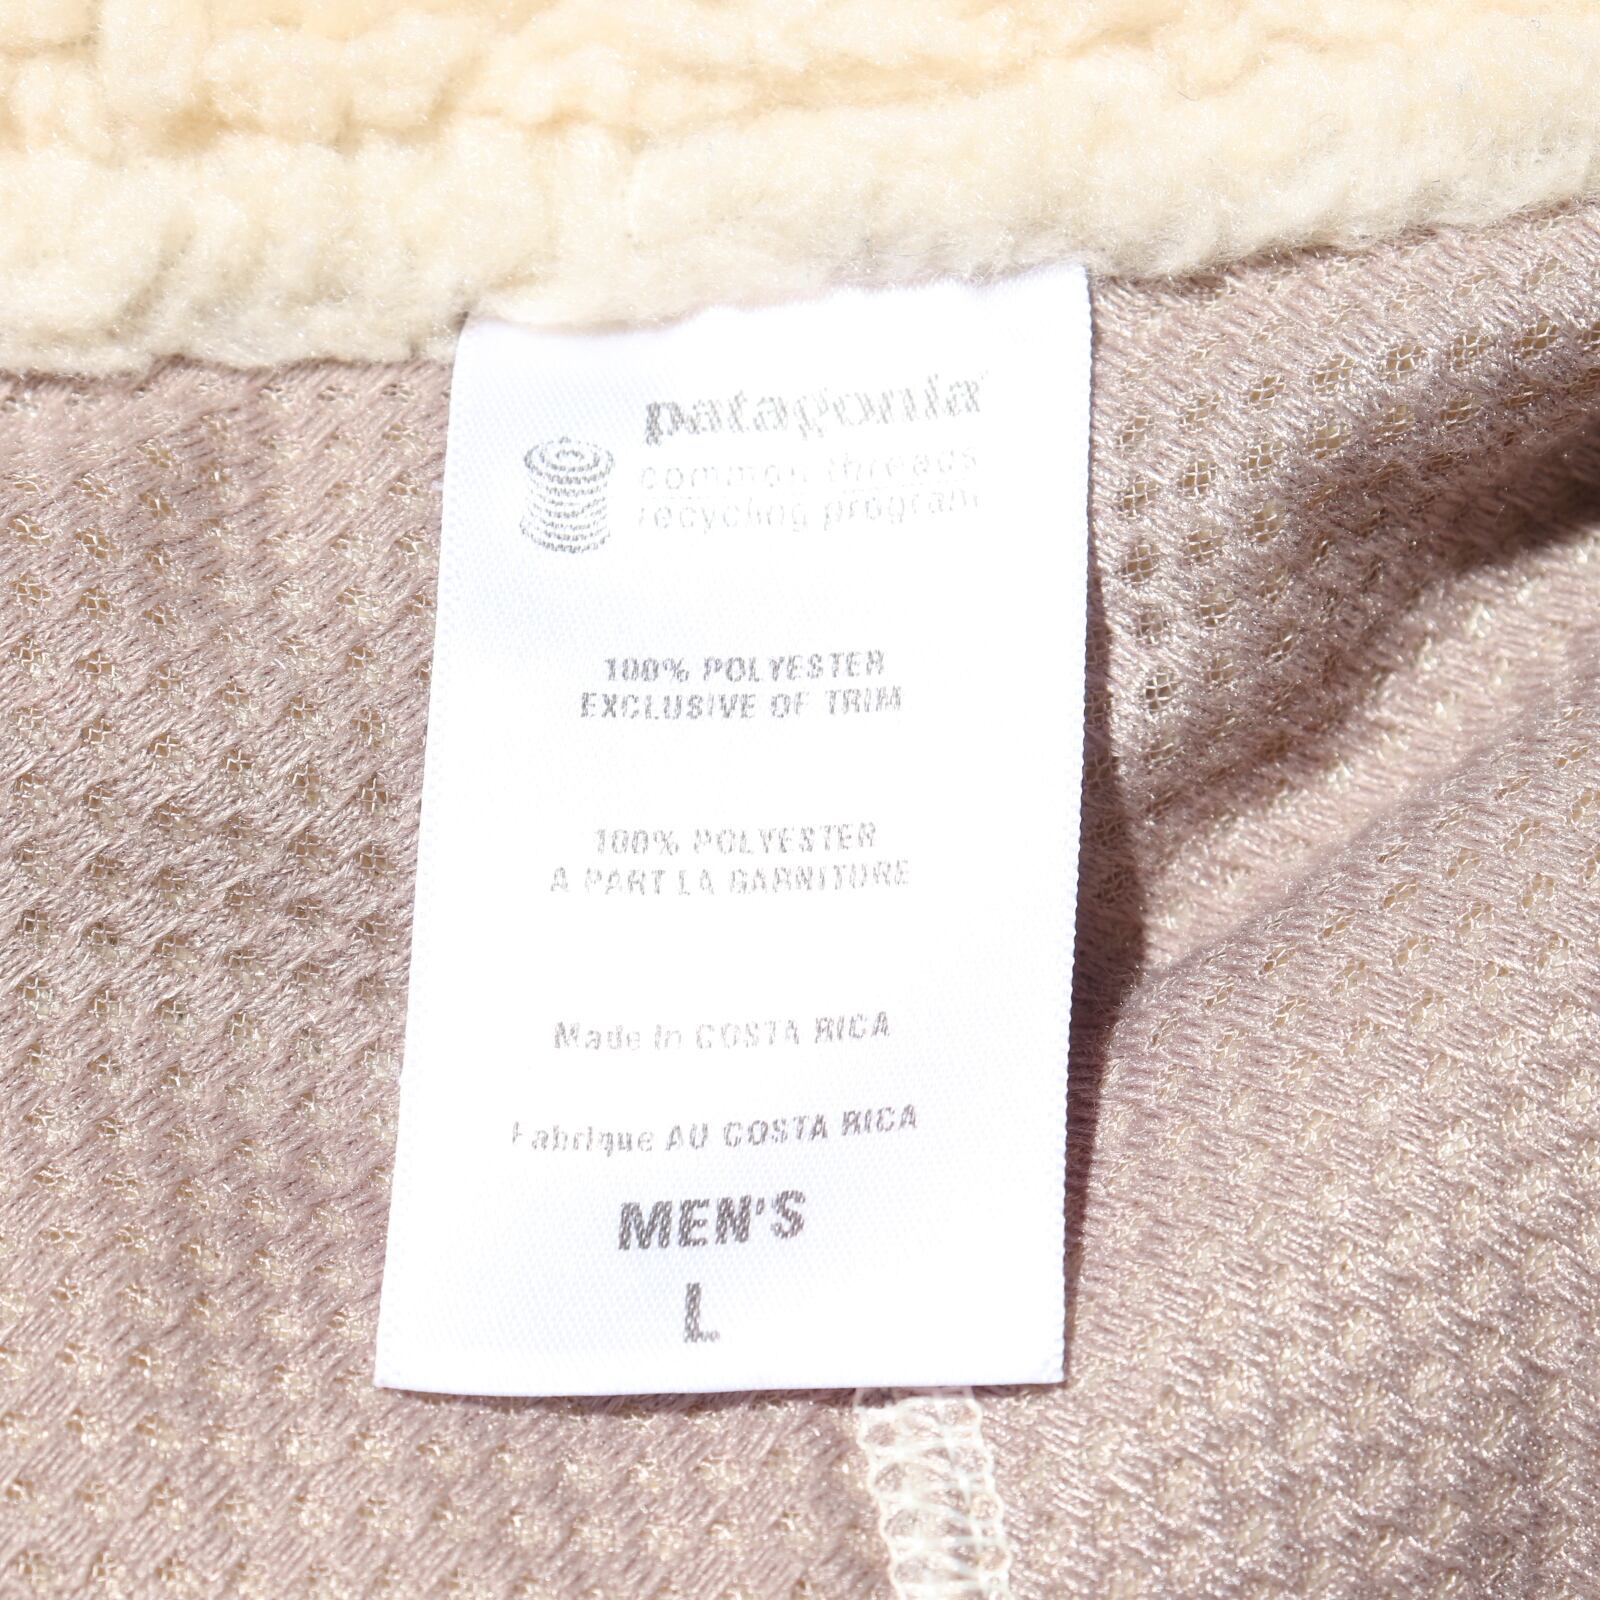 patagonia
common threads
recycling program
100% POLYESTER
EXCLUSIVE OF TRIM
100% POLYESTER
A PART LA GARNITURE
Made in COSTA RICA
Fabrique AU COSTA RICA
MEN'S
L